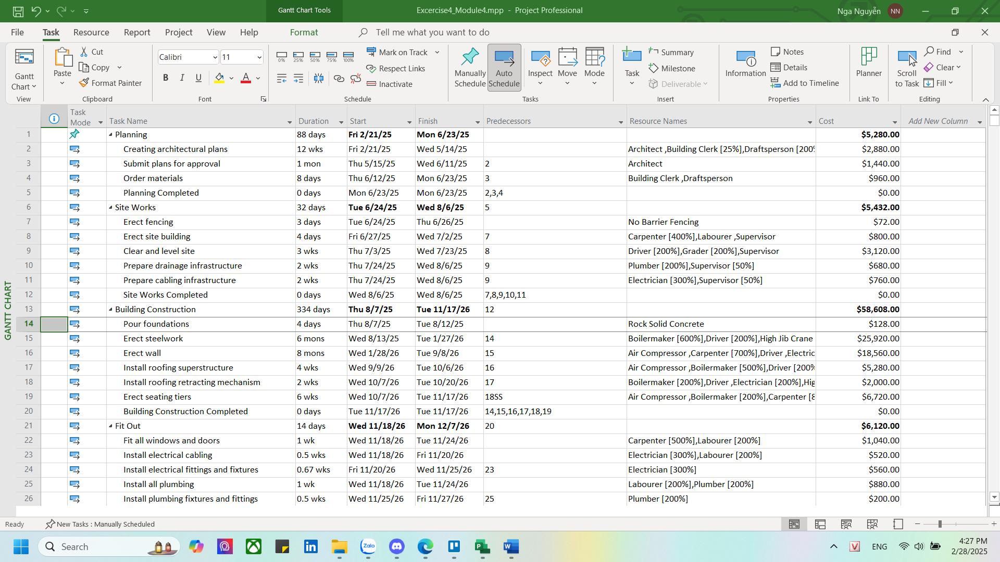 Gantt Chart Tools
Excercise4_Module4.mpp - Project Professional
Nga Nguyễn NN
File Task Resource Report Project View Help Format Tell me what you want to do
Gantt Chart
View
Paste
Cut
Copy
Format Painter
Clipboard
Calibri 11
B I U A
Font
0% 25% 50% 75% 100%
Mark on Track
Respect Links
Inactivate
Schedule
Manually Schedule
Auto Schedule
Inspect
Move
Mode
Tasks
Task
Summary
Milestone
Deliverable
Insert
Information
Notes
Details
Add to Timeline
Properties
Planner
Link To
Scroll to Task
Find
Clear
Fill
Editing
GANTT CHART
Task Mode Task Name Duration Start Finish Predecessors Resource Names Cost Add New Column
1 Planning 88 days Fri 2/21/25 Mon 6/23/25 $5,280.00
2 Creating architectural plans 12 wks Fri 2/21/25 Wed 5/14/25 Architect ,Building Clerk [25%],Draftsperson [200% $2,880.00
3 Submit plans for approval 1 mon Thu 5/15/25 Wed 6/11/25 2 Architect $1,440.00
4 Order materials 8 days Thu 6/12/25 Mon 6/23/25 3 Building Clerk ,Draftsperson $960.00
5 Planning Completed 0 days Mon 6/23/25 Mon 6/23/25 2,3,4 $0.00
6 Site Works 32 days Tue 6/24/25 Wed 8/6/25 5 $5,432.00
7 Erect fencing 3 days Tue 6/24/25 Thu 6/26/25 No Barrier Fencing $72.00
8 Erect site building 4 days Fri 6/27/25 Wed 7/2/25 7 Carpenter [400%],Labourer ,Supervisor $800.00
9 Clear and level site 3 wks Thu 7/3/25 Wed 7/23/25 8 Driver [200%],Grader [200%],Supervisor $3,120.00
10 Prepare drainage infrastructure 2 wks Thu 7/24/25 Wed 8/6/25 9 Plumber [200%],Supervisor [50%] $680.00
11 Prepare cabling infrastructure 2 wks Thu 7/24/25 Wed 8/6/25 9 Electrician [300%],Supervisor [50%] $760.00
12 Site Works Completed 0 days Wed 8/6/25 Wed 8/6/25 7,8,9,10,11 $0.00
13 Building Construction 334 days Thu 8/7/25 Tue 11/17/26 12 $58,608.00
14 Pour foundations 4 days Thu 8/7/25 Tue 8/12/25 Rock Solid Concrete $128.00
15 Erect steelwork 6 mons Wed 8/13/25 Tue 1/27/26 14 Boilermaker [600%],Driver [200%],High Jib Crane $25,920.00
16 Erect wall 8 mons Wed 1/28/26 Tue 9/8/26 15 Air Compressor ,Carpenter [700%],Driver ,Electric $18,560.00
17 Install roofing superstructure 4 wks Wed 9/9/26 Tue 10/6/26 16 Air Compressor ,Boilermaker [500%],Driver [200% $5,280.00
18 Install roofing retracting mechanism 2 wks Wed 10/7/26 Tue 10/20/26 17 Boilermaker [200%],Driver ,Electrician [200%],Hig $2,000.00
19 Erect seating tiers 6 wks Wed 10/7/26 Tue 11/17/26 18SS Air Compressor ,Boilermaker [200%],Carpenter [8 $6,720.00
20 Building Construction Completed 0 days Tue 11/17/26 Tue 11/17/26 14,15,16,17,18,19 $0.00
21 Fit Out 14 days Wed 11/18/26 Mon 12/7/26 20 $6,120.00
22 Fit all windows and doors 1 wk Wed 11/18/26 Tue 11/24/26 Carpenter [500%],Labourer [200%] $1,040.00
23 Install electrical cabling 0.5 wks Wed 11/18/26 Fri 11/20/26 Electrician [300%],Labourer [200%] $520.00
24 Install electrical fittings and fixtures 0.67 wks Fri 11/20/26 Wed 11/25/26 23 Electrician [300%] $560.00
25 Install all plumbing 1 wk Wed 11/18/26 Tue 11/24/26 Labourer [200%],Plumber [200%] $880.00
26 Install plumbing fixtures and fittings 0.5 wks Wed 11/25/26 Fri 11/27/26 25 Plumber [200%] $200.00
Ready New Tasks : Manually Scheduled
Search
Zalo
V ENG 4:27 PM
2/28/2025